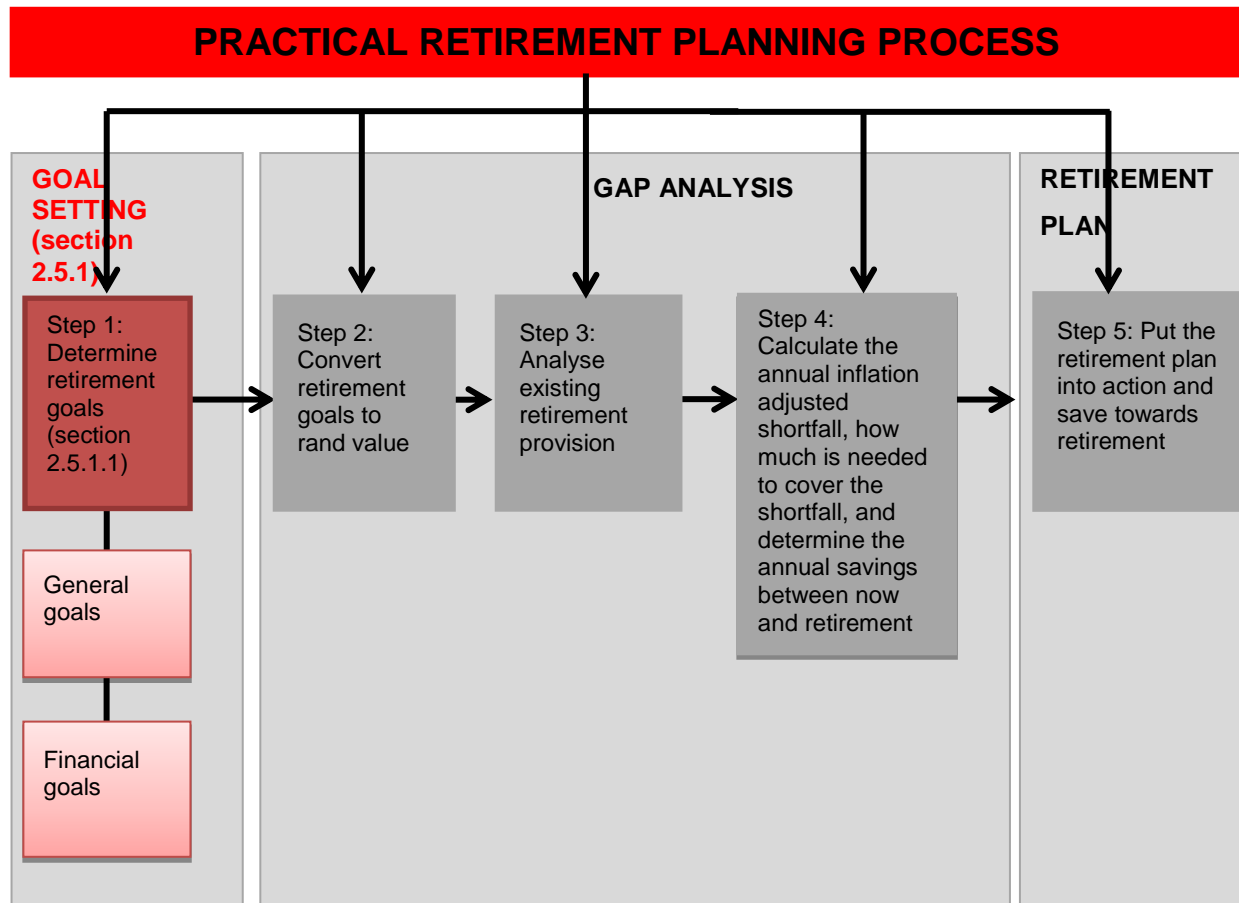 PRACTICAL RETIREMENT PLANNING PROCESS
GOAL
SETTING
(section
2.5.1)
Step 1:
Determine
retirement
goals
(section
2.5.1.1)
General
goals
Financial
goals
GAP ANALYSIS
Step 2:
Convert
retirement
goals to
rand value
Step 3:
Analyse
existing
retirement
provision
Step 4:
Calculate the
annual inflation
adjusted
shortfall, how
much is needed
to cover the
shortfall, and
determine the
annual savings
between now
and retirement
RETIREMENT
PLAN
Step 5: Put the
retirement plan
into action and
save towards
retirement